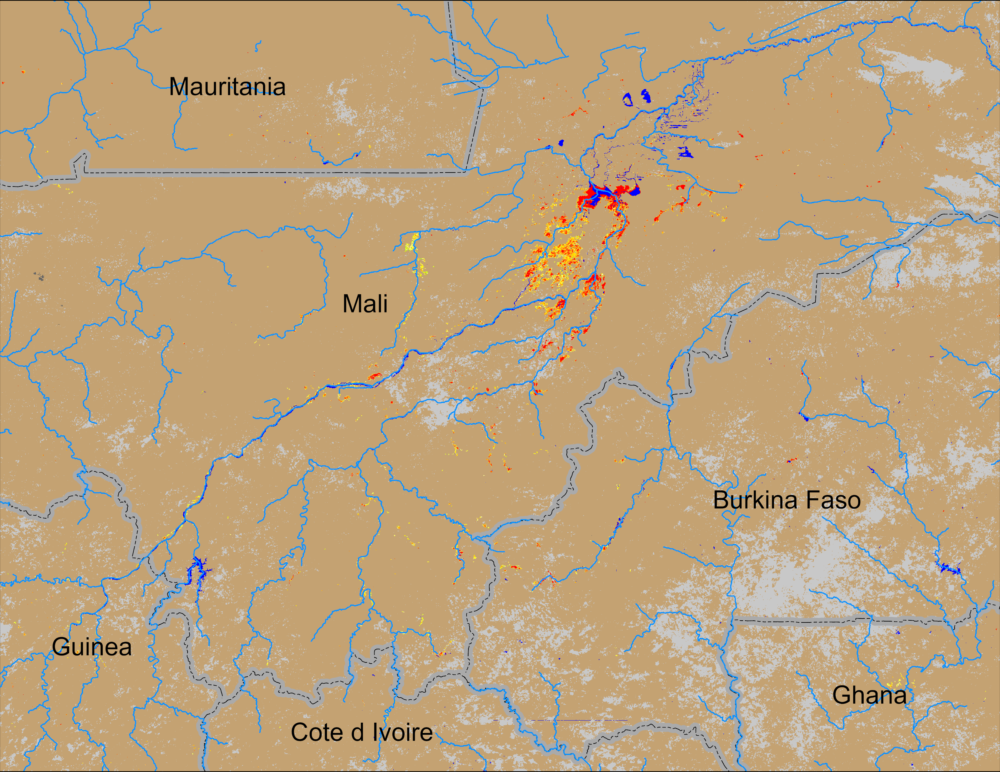 Mauritania
Mali
Burkina Faso
Guinea
Ghana
Cote d Ivoire